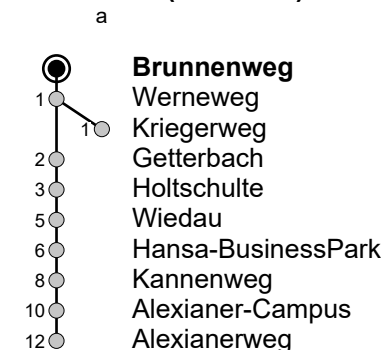 a
Brunnenweg
1 Werneweg
1 Kriegerweg
2 Getterbach
3 Holtschulte
5 Wiedau
6 Hansa-BusinessPark
8 Kannenweg
10 Alexianer-Campus
12 Alexianerweg